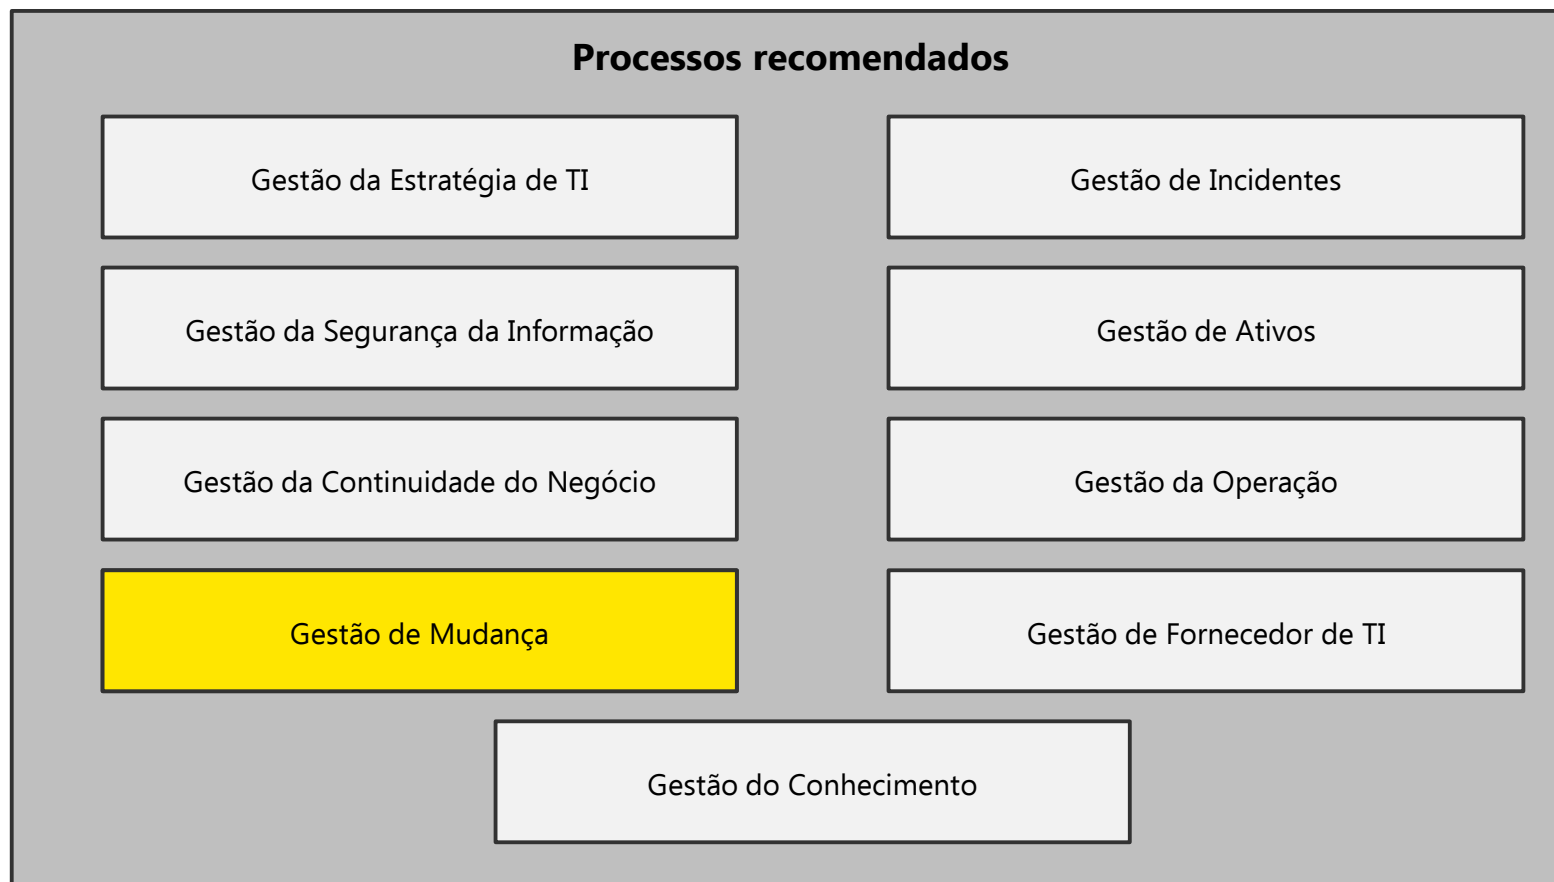 Processos recomendados
Gestão da Estratégia de TI
Gestão de Incidentes
Gestão da Segurança da Informação
Gestão de Ativos
Gestão da Continuidade do Negócio
Gestão da Operação
Gestão de Mudança
Gestão de Fornecedor de TI
Gestão do Conhecimento